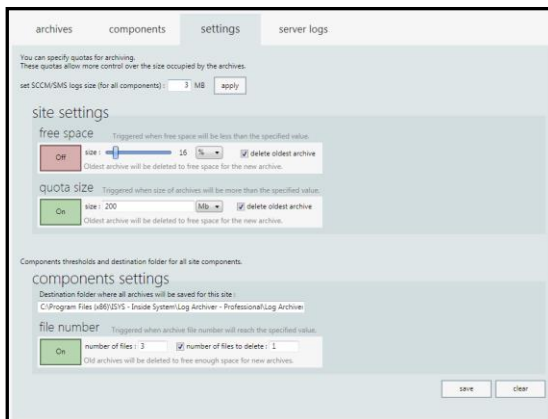 archives components settings server logs
You can specify quotas for archiving.
These quotas allow more control over the size occupied by the archives.
set SCCM/SMS logs size (for all components) : 3 MB apply
site settings
free space Triggered when free space will be less than the specified value.
Off size : 16 % delete oldest archive
Oldest archive will be deleted to free space for the new archive.
quota size Triggered when size of archives will be more than the specified value.
On size : 200 Mb delete oldest archive
Oldest archive will be deleted to free space for the new archive.
Components thresholds and destination folder for all site components.
components settings
Destination folder where all archives will be saved for this site :
C:\Program Files (x86)\ISYS - Inside System\Log Archiver - Professional\Log Archiver
file number Triggered when archive file number will reach the specified value.
On number of files : 3 number of files to delete : 1
Old archives will be deleted to free enough space for new archives.
save clear